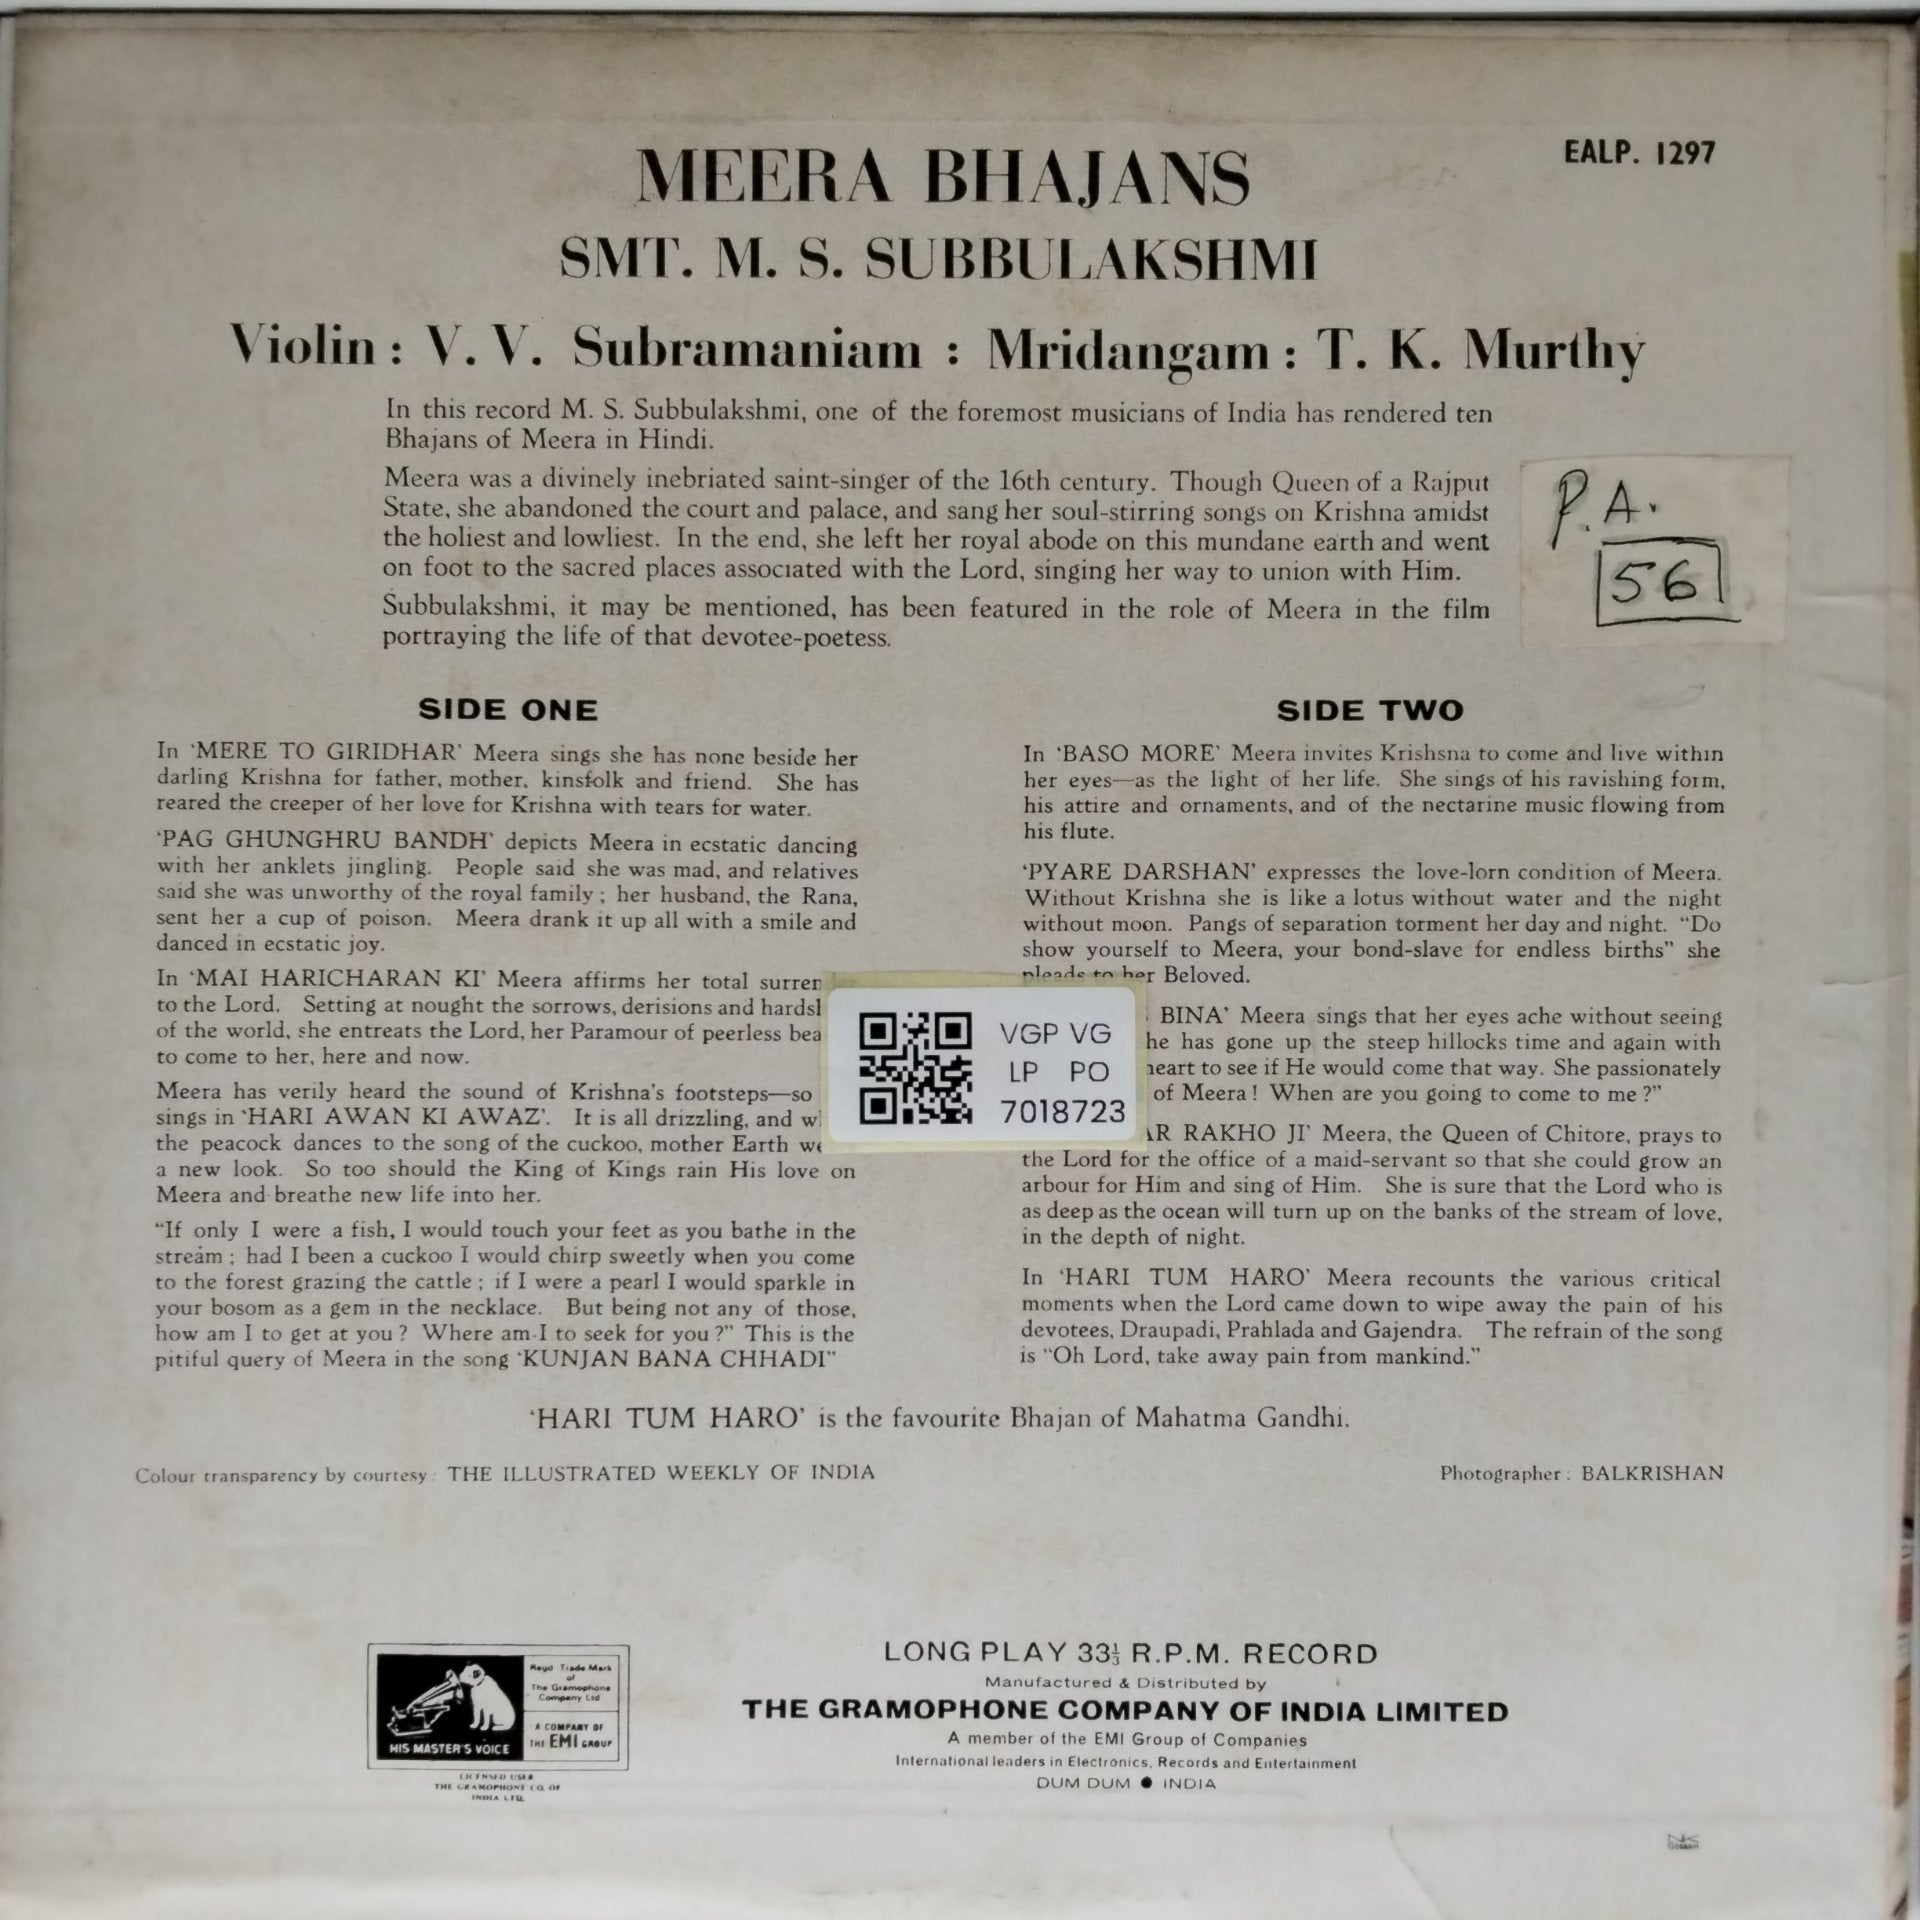 EALP. 1297
MEERA BHAJANS
SMT. M. S. SUBBULAKSHMI
Violin : V. V. Subramaniam : Mridangam : T. K. Murthy
In this record M. S. Subbulakshmi, one of the foremost musicians of India has rendered ten
Bhajans of Meera in Hindi.
Meera was a divinely inebriated saint-singer of the 16th century. Though Queen of a Rajput
State, she abandoned the court and palace, and sang her soul-stirring songs on Krishna amidst
the holiest and lowliest. In the end, she left her royal abode on this mundane earth and went
on foot to the sacred places associated with the Lord, singing her way to union with Him.
Subbulakshmi, it may be mentioned, has been featured in the role of Meera in the film
portraying the life of that devotee-poetess.
P.A.
56
SIDE ONE
In ‘MERE TO GIRIDHAR’ Meera sings she has none beside her
darling Krishna for father, mother, kinsfolk and friend. She has
reared the creeper of her love for Krishna with tears for water.
‘PAG GHUNGHRU BANDH’ depicts Meera in ecstatic dancing
with her anklets jingling. People said she was mad, and relatives
said she was unworthy of the royal family ; her husband, the Rana,
sent her a cup of poison. Meera drank it up all with a smile and
danced in ecstatic joy.
In ‘MAI HARICHARAN KI’ Meera affirms her total
to the Lord. Setting at nought the sorrows, derisions and
of the world, she entreats the Lord, her Paramour of peerless
to come to her, here and now.
Meera has verily heard the sound of Krishna’s footsteps—so
sings in ‘HARI AWAN KI AWAZ’. It is all drizzling, and
the peacock dances to the song of the cuckoo, mother Earth
a new look. So too should the King of Kings rain His love on
Meera and breathe new life into her.
“If only I were a fish, I would touch your feet as you bathe in the
stream ; had I been a cuckoo I would chirp sweetly when you come
to the forest grazing the cattle ; if I were a pearl I would sparkle in
your bosom as a gem in the necklace. But being not any of those,
how am I to get at you ? Where am I to seek for you ?” This is the
pitiful query of Meera in the song ‘KUNJAN BANA CHHADI”
SIDE TWO
In ‘BASO MORE’ Meera invites Krishsna to come and live within
her eyes—as the light of her life. She sings of his ravishing form,
his attire and ornaments, and of the nectarine music flowing from
his flute.
‘PYARE DARSHAN’ expresses the love-lorn condition of Meera.
Without Krishna she is like a lotus without water and the night
without moon. Pangs of separation torment her day and night. “Do
show yourself to Meera, your bond-slave for endless births” she
pleads to her Beloved.
BINA’ Meera sings that her eyes ache without seeing
has gone up the steep hillocks time and again with
heart to see if He would come that way. She passionately
of Meera ! When are you going to come to me ?”
RAKHO JI’ Meera, the Queen of Chitore, prays to
the Lord for the office of a maid-servant so that she could grow an
arbour for Him and sing of Him. She is sure that the Lord who is
as deep as the ocean will turn up on the banks of the stream of love,
in the depth of night.
In ‘HARI TUM HARO’ Meera recounts the various critical
moments when the Lord came down to wipe away the pain of his
devotees, Draupadi, Prahlada and Gajendra. The refrain of the song
is “Oh Lord, take away pain from mankind.”
VGP VG
LP PO
7018723
‘HARI TUM HARO’ is the favourite Bhajan of Mahatma Gandhi.
Colour transparency by courtesy : THE ILLUSTRATED WEEKLY OF INDIA
Photographer : BALKRISHAN
HIS MASTER'S VOICE
Regd Trade Mark
of
The Gramophone
Company Ltd
A COMPANY OF
THE EMI GROUP
LICENSED USER
THE GRAMOPHONE CO. OF
INDIA LTD.
LONG PLAY 33⅓ R.P.M. RECORD
Manufactured & Distributed by
THE GRAMOPHONE COMPANY OF INDIA LIMITED
A member of the EMI Group of Companies
International leaders in Electronics, Records and Entertainment
DUM DUM ● INDIA
Gossain